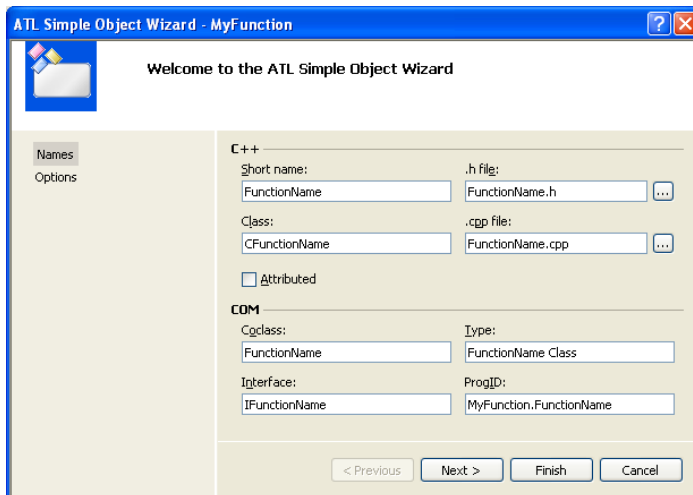 ATL Simple Object Wizard - MyFunction
Welcome to the ATL Simple Object Wizard
Names
Options
C++
Short name:
.h file:
FunctionName
FunctionName.h
...
Class:
.cpp file:
CFunctionName
FunctionName.cpp
...
Attributed
COM
Coclass:
Type:
FunctionName
FunctionName Class
Interface:
ProgID:
IFunctionName
MyFunction.FunctionName
< Previous
Next >
Finish
Cancel